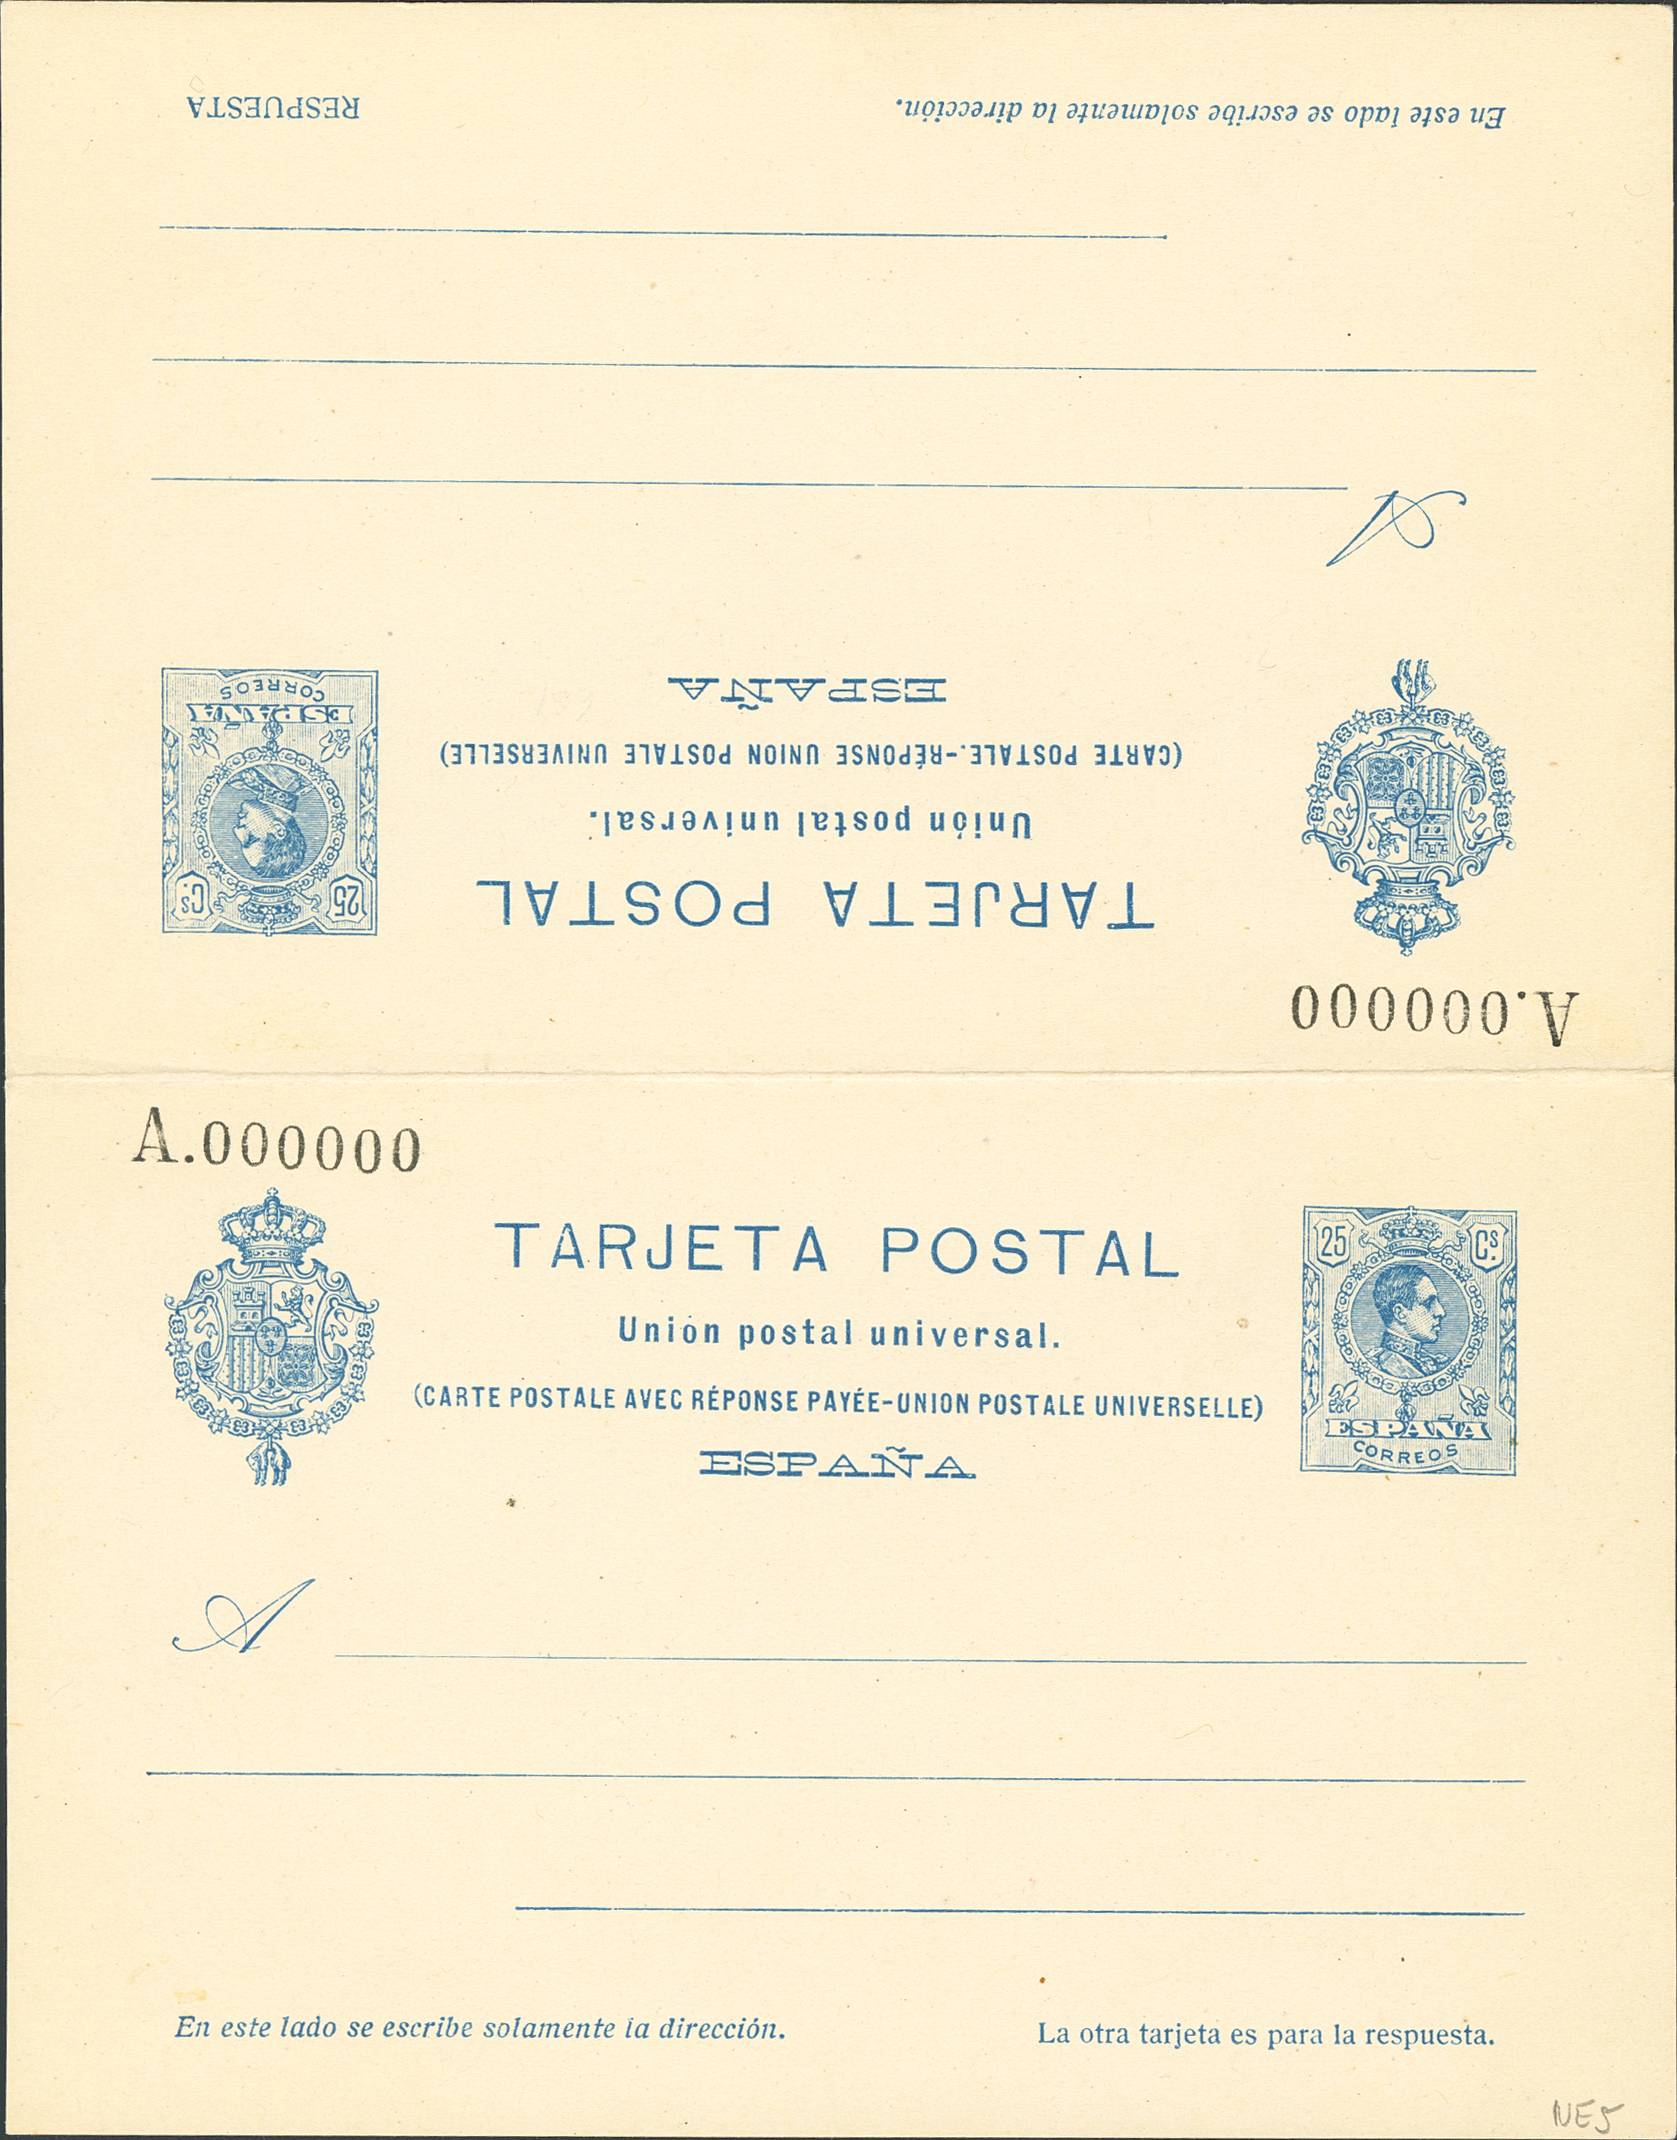 RESPUESTA
En este lado se escribe solamente la dirección.
A
ESPAÑA
(CARTE POSTALE.-RÉPONSE UNION POSTALE UNIVERSELLE)
Unión postal universal.
TARJETA POSTAL
CORREOS
ESPAÑA
25 Cs.
A.000000
A.000000
TARJETA POSTAL
Unión postal universal.
(CARTE POSTALE AVEC RÉPONSE PAYÉE-UNION POSTALE UNIVERSELLE)
ESPAÑA
25 Cs.
ESPAÑA
CORREOS
A
En este lado se escribe solamente la dirección.
La otra tarjeta es para la respuesta.
NE5